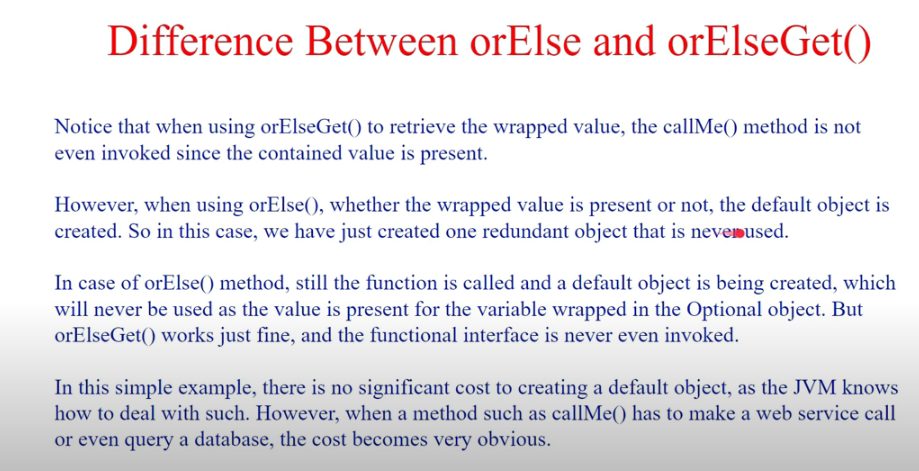 Difference Between orElse and orElseGet()
Notice that when using orElseGet() to retrieve the wrapped value, the callMe() method is not
even invoked since the contained value is present.
However, when using orElse(), whether the wrapped value is present or not, the default object is
created. So in this case, we have just created one redundant object that is never used.
In case of orElse() method, still the function is called and a default object is being created, which
will never be used as the value is present for the variable wrapped in the Optional object. But
orElseGet() works just fine, and the functional interface is never even invoked.
In this simple example, there is no significant cost to creating a default object, as the JVM knows
how to deal with such. However, when a method such as callMe() has to make a web service call
or even query a database, the cost becomes very obvious.